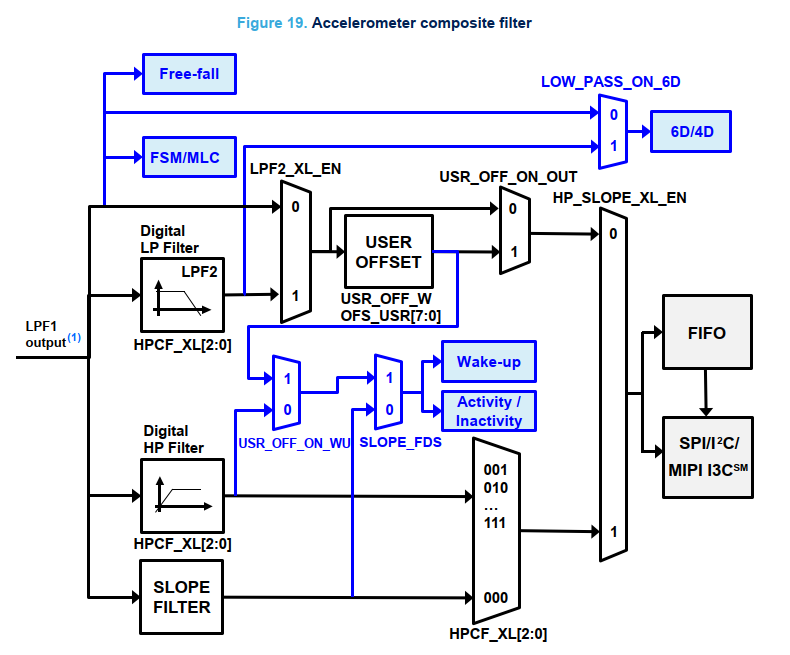 Figure 19. Accelerometer composite filter
Free-fall
LOW_PASS_ON_6D
0
6D/4D
1
FSM/MLC
LPF2_XL_EN
USR_OFF_ON_OUT
HP_SLOPE_XL_EN
0
0
0
Digital
LP Filter
LPF2
USER
OFFSET
1
1
USR_OFF_W
OFS_USR[7:0]
HPCF_XL[2:0]
LPF1
output(1)
FIFO
Wake-up
1
0
1
0
Activity /
Inactivity
USR_OFF_ON_WU
SLOPE_FDS
Digital
HP Filter
SPI/I²C/
MIPI I3C℠
001
010
...
111
1
HPCF_XL[2:0]
SLOPE
FILTER
000
HPCF_XL[2:0]